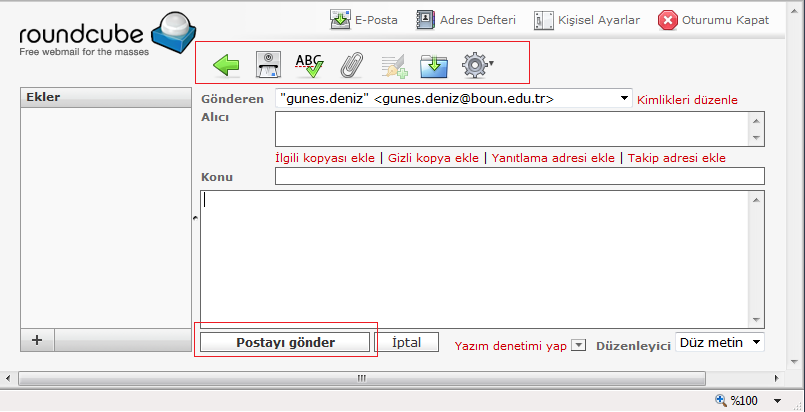 roundcube
Free webmail for the masses
E-Posta Adres Defteri Kişisel Ayarlar Oturumu Kapat
ABC
Ekler
Gönderen "gunes.deniz" <gunes.deniz@boun.edu.tr> Kimlikleri düzenle
Alıcı
İlgili kopyası ekle | Gizli kopya ekle | Yanıtlama adresi ekle | Takip adresi ekle
Konu
Postayı gönder İptal Yazım denetimi yap Düzenleyici Düz metin
%100